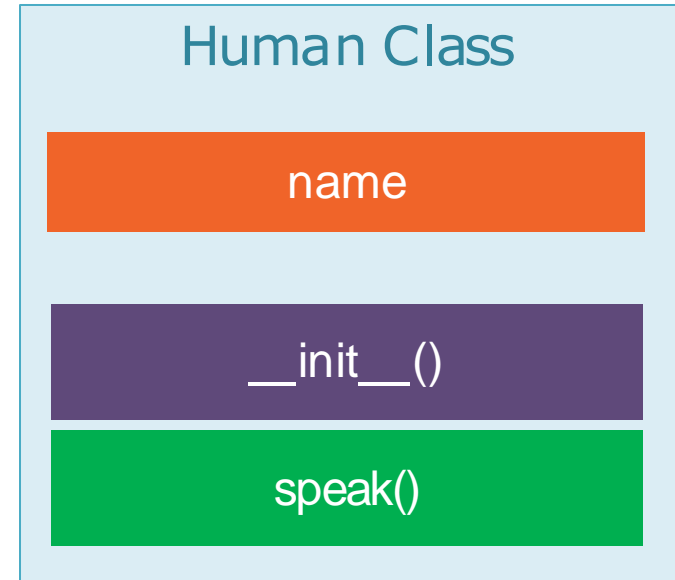 Human Class
name
__init__()
speak()